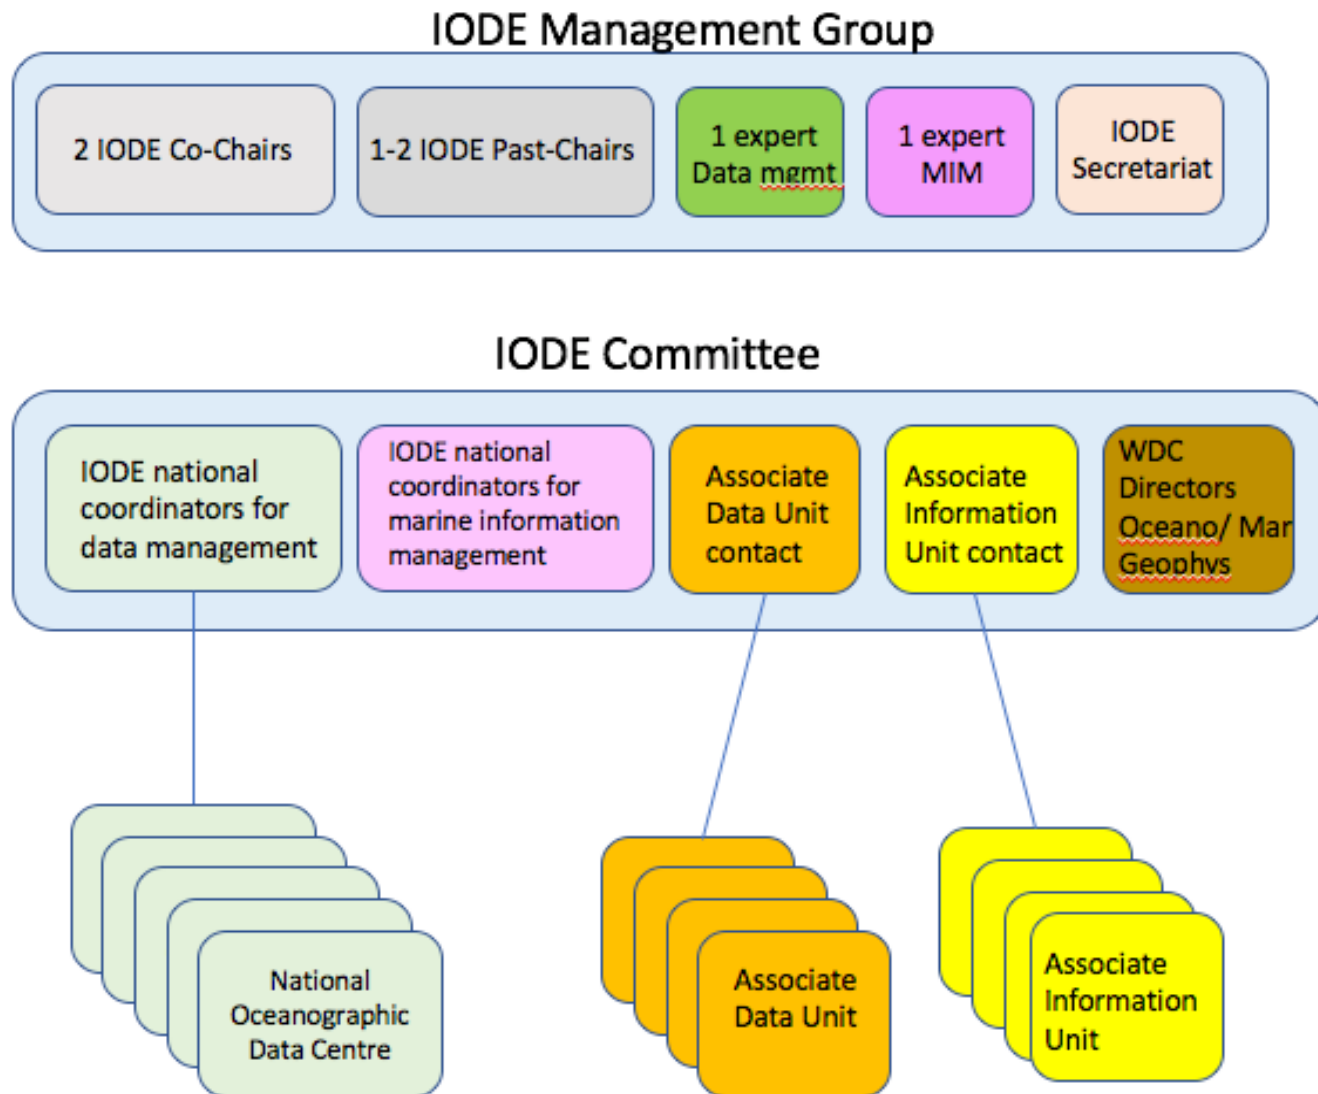 IODE Management Group
2 IODE Co-Chairs
1-2 IODE Past-Chairs
1 expert
Data mgmt
1 expert
MIM
IODE
Secretariat
IODE Committee
IODE national
coordinators for
data management
IODE national
coordinators for
marine information
management
Associate
Data Unit
contact
Associate
Information
Unit contact
WDC
Directors
Oceano/ Mar
Geophys
National
Oceanographic
Data Centre
Associate
Data Unit
Associate
Information
Unit